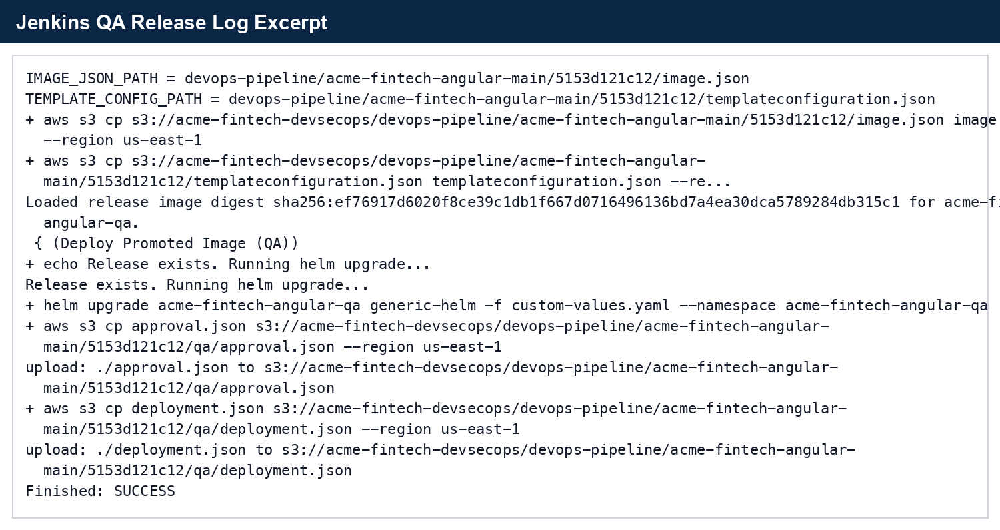 Jenkins QA Release Log Excerpt
IMAGE_JSON_PATH = devops-pipeline/acme-fintech-angular-main/5153d121c12/image.json
TEMPLATE_CONFIG_PATH = devops-pipeline/acme-fintech-angular-main/5153d121c12/templateconfiguration.json
+ aws s3 cp s3://acme-fintech-devsecops/devops-pipeline/acme-fintech-angular-main/5153d121c12/image.json image
--region us-east-1
+ aws s3 cp s3://acme-fintech-devsecops/devops-pipeline/acme-fintech-angular-
main/5153d121c12/templateconfiguration.json templateconfiguration.json --re...
Loaded release image digest sha256:ef76917d6020f8ce39c1db1f667d0716496136bd7a4ea30dca5789284db315c1 for acme-fi
angular-qa.
{ (Deploy Promoted Image (QA))
+ echo Release exists. Running helm upgrade...
Release exists. Running helm upgrade...
+ helm upgrade acme-fintech-angular-qa generic-helm -f custom-values.yaml --namespace acme-fintech-angular-qa
+ aws s3 cp approval.json s3://acme-fintech-devsecops/devops-pipeline/acme-fintech-angular-
main/5153d121c12/qa/approval.json --region us-east-1
upload: ./approval.json to s3://acme-fintech-devsecops/devops-pipeline/acme-fintech-angular-
main/5153d121c12/qa/approval.json
+ aws s3 cp deployment.json s3://acme-fintech-devsecops/devops-pipeline/acme-fintech-angular-
main/5153d121c12/qa/deployment.json --region us-east-1
upload: ./deployment.json to s3://acme-fintech-devsecops/devops-pipeline/acme-fintech-angular-
main/5153d121c12/qa/deployment.json
Finished: SUCCESS